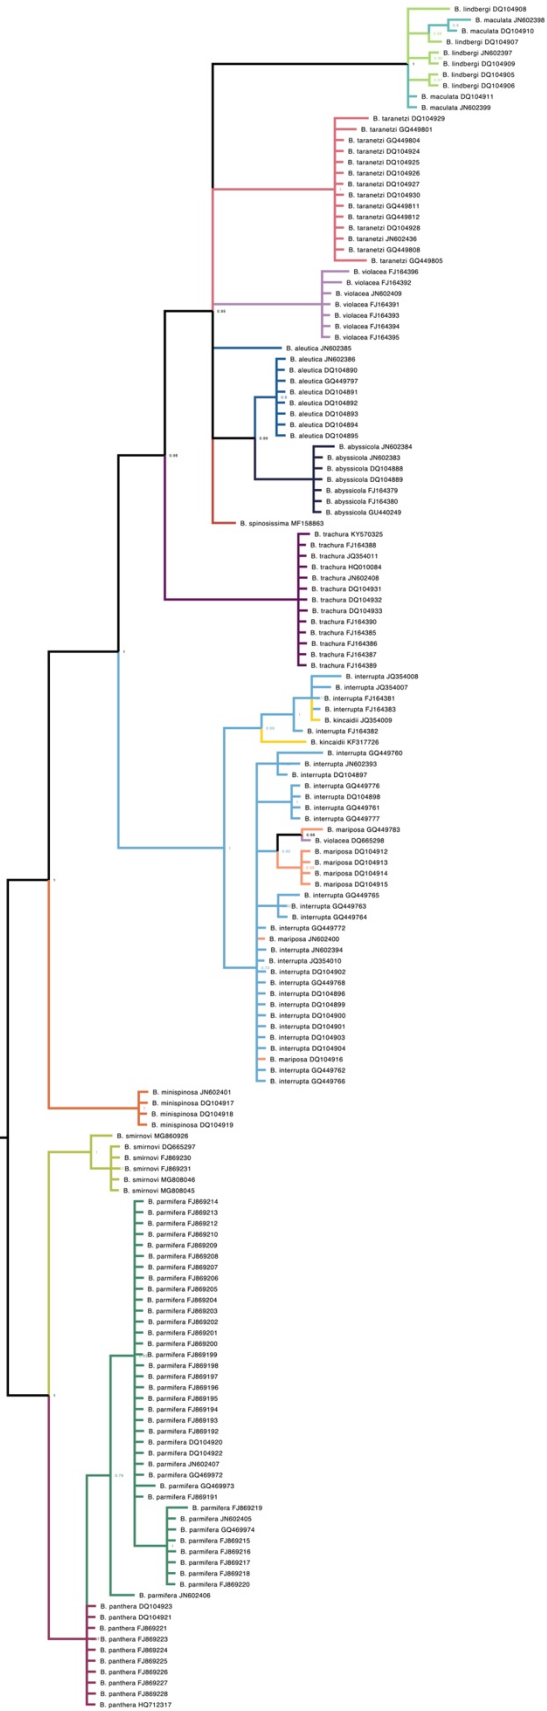 B. lindbergi DQ104908
B. maculata JN602398
B. maculata DQ104910
B. lindbergi DQ104907
B. lindbergi JN602397
B. lindbergi DQ104909
B. lindbergi DQ104905
B. lindbergi DQ104906
B. maculata DQ104911
B. maculata JN602399
B. taranetzi DQ104929
B. taranetzi GQ449801
B. taranetzi GQ449804
B. taranetzi DQ104924
B. taranetzi DQ104925
B. taranetzi DQ104926
B. taranetzi DQ104927
B. taranetzi DQ104930
B. taranetzi GQ449811
B. taranetzi GQ449812
B. taranetzi DQ104928
B. taranetzi JN602436
B. taranetzi GQ449808
B. taranetzi GQ449805
B. violacea FJ164396
B. violacea FJ164392
B. violacea JN602409
B. violacea FJ164391
B. violacea FJ164393
B. violacea FJ164394
B. violacea FJ164395
B. aleutica JN602385
B. aleutica JN602386
B. aleutica DQ104890
B. aleutica GQ449797
B. aleutica DQ104891
B. aleutica DQ104892
B. aleutica DQ104893
B. aleutica DQ104894
B. aleutica DQ104895
B. abyssicola JN602384
B. abyssicola JN602383
B. abyssicola DQ104888
B. abyssicola DQ104889
B. abyssicola FJ164379
B. abyssicola FJ164380
B. abyssicola GU440249
B. spinosissima MF158863
B. trachura KY570325
B. trachura FJ164388
B. trachura JQ354011
B. trachura HQ010084
B. trachura JN602408
B. trachura DQ104931
B. trachura DQ104932
B. trachura DQ104933
B. trachura FJ164390
B. trachura FJ164385
B. trachura FJ164386
B. trachura FJ164387
B. trachura FJ164389
B. interrupta JQ354008
B. interrupta JQ354007
B. interrupta FJ164381
B. interrupta FJ164383
B. kincaidii JQ354009
B. interrupta FJ164382
B. kincaidii KF317726
B. interrupta GQ449760
B. interrupta JN602393
B. interrupta DQ104897
B. interrupta FJ449776
B. interrupta DQ104898
B. interrupta GQ449761
B. interrupta GQ449777
B. mariposa GQ449783
B. violacea DQ665298
B. mariposa DQ104912
B. mariposa DQ104913
B. mariposa DQ104914
B. mariposa DQ104915
B. interrupta GQ449765
B. interrupta GQ449763
B. interrupta GQ449764
B. interrupta GQ449772
B. mariposa JN602400
B. interrupta JN602394
B. interrupta JQ354010
B. interrupta DQ104902
B. interrupta GQ449768
B. interrupta DQ104896
B. interrupta DQ104899
B. interrupta DQ104900
B. interrupta DQ104901
B. interrupta DQ104903
B. interrupta DQ104904
B. mariposa DQ104916
B. interrupta GQ449762
B. interrupta GQ449766
B. minispinosa JN602401
B. minispinosa DQ104917
B. minispinosa DQ104918
B. minispinosa DQ104919
B. smirnovi MG860926
B. smirnovi DQ665297
B. smirnovi FJ869230
B. smirnovi FJ869231
B. smirnovi MG808046
B. smirnovi MG808045
B. parmifera FJ869214
B. parmifera FJ869213
B. parmifera FJ869212
B. parmifera FJ869210
B. parmifera FJ869209
B. parmifera FJ869208
B. parmifera FJ869207
B. parmifera FJ869206
B. parmifera FJ869205
B. parmifera FJ869204
B. parmifera FJ869203
B. parmifera FJ869202
B. parmifera FJ869201
B. parmifera FJ869200
B. parmifera FJ869199
B. parmifera FJ869198
B. parmifera FJ869197
B. parmifera FJ869196
B. parmifera FJ869195
B. parmifera FJ869194
B. parmifera FJ869193
B. parmifera FJ869192
B. parmifera DQ104920
B. parmifera DQ104922
B. parmifera JN602407
B. parmifera GQ469972
B. parmifera GQ469973
B. parmifera FJ869191
B. parmifera FJ869219
B. parmifera JN602405
B. parmifera GQ469974
B. parmifera FJ869215
B. parmifera FJ869216
B. parmifera FJ869217
B. parmifera FJ869218
B. parmifera FJ869220
B. parmifera JN602406
B. panthera DQ104923
B. panthera DQ104921
B. panthera FJ869221
B. panthera FJ869223
B. panthera FJ869224
B. panthera FJ869225
B. panthera FJ869226
B. panthera FJ869227
B. panthera FJ869228
B. panthera HQ712317